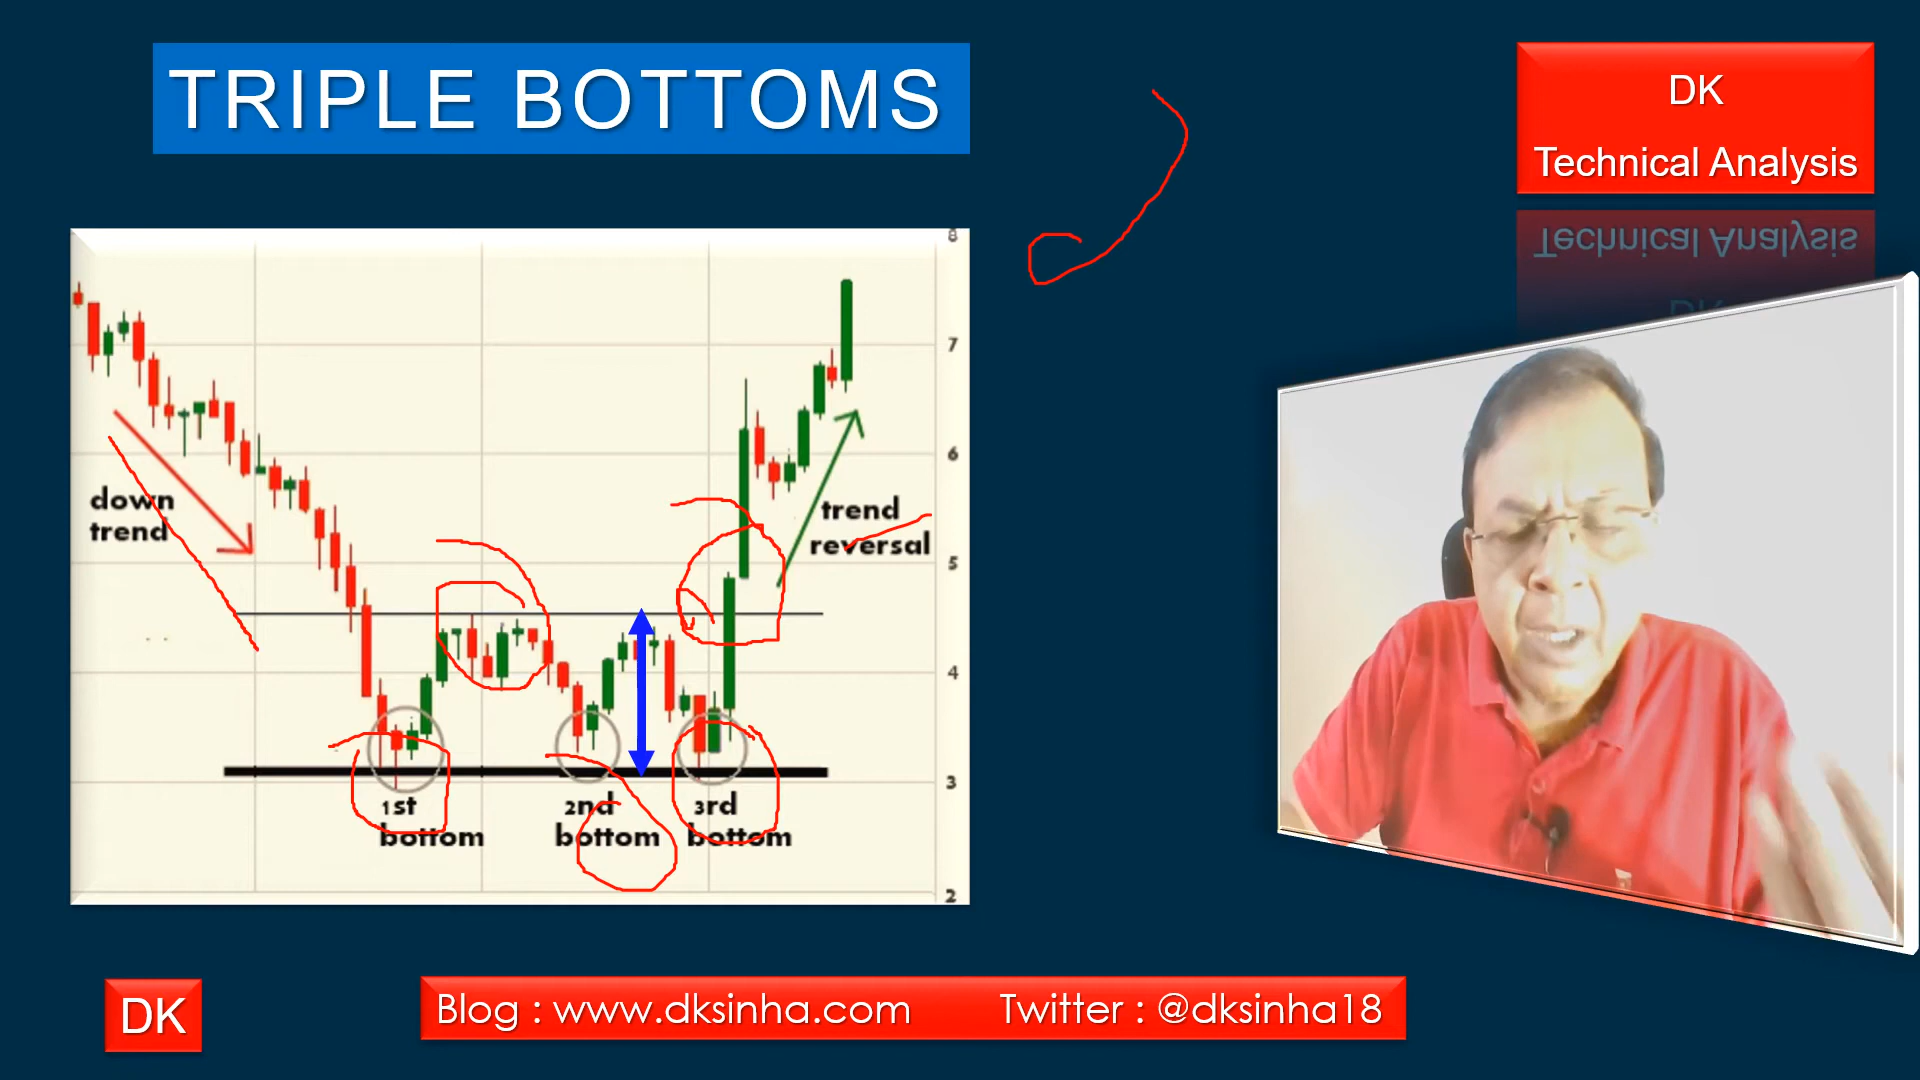 TRIPLE BOTTOMS
DK
Technical Analysis
Technical Analysis
DK
8
7
6
5
4
3
2
down
trend
trend
reversal
1st
bottom
2nd
bottom
3rd
bottom
DK
Blog : www.dksinha.com Twitter : @dksinha18